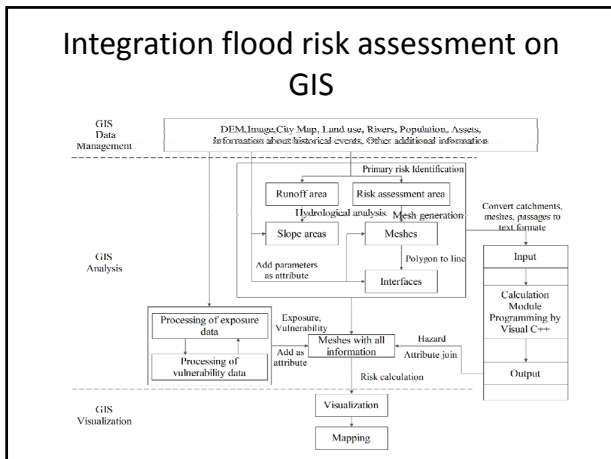 Integration flood risk assessment on
GIS
GIS
Data
Management
DEM,Image,City Map, Land use, Rivers, Population, Assets,
Information about historical events, Other additional information
Primary risk Identification
Runoff area
Risk assessment area
Hydrological analysis.
Mesh generation
Convert catchments,
meshes, passages to
text formate
Slope areas
Meshes
Input
GIS
Analysis
Add parameters
as attribute
Polygon to line
Interfaces
Calculation
Module
Programming by
Visual C++
Processing of exposure
data
Processing of
vulnerability data
Exposure,
Vulnerability
Add as
attribute
Meshes with all
information
Hazard
Attribute join
Output
Risk calculation
GIS
Visualization
Visualization
Mapping